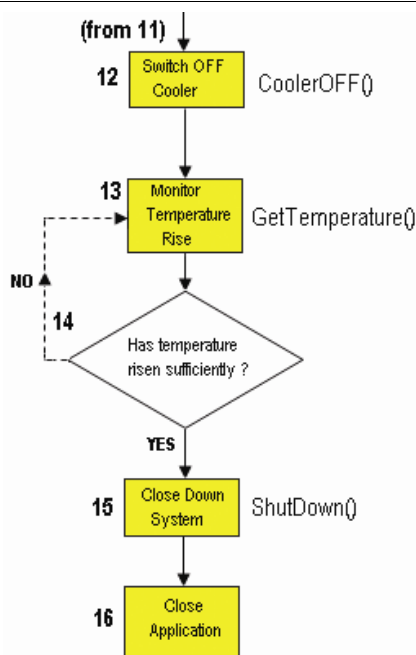 (from 11)
12
Switch OFF
Cooler
CoolerOFF()
13
Monitor
Temperature
Rise
GetTemperature()
NO
14
Has temperature
risen sufficiently ?
YES
15
Close Down
System
ShutDown()
16
Close
Application